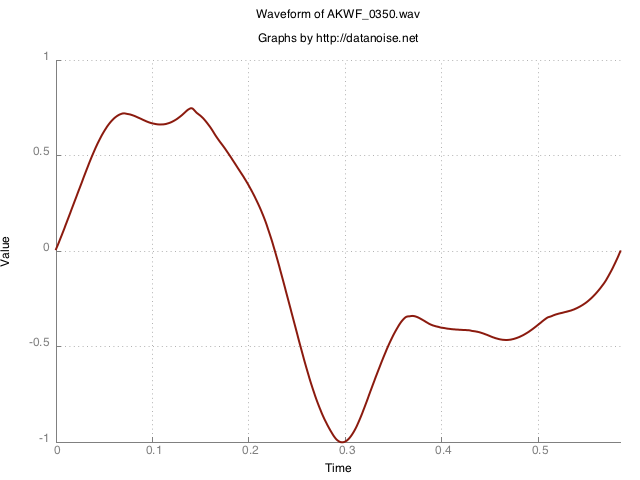 Waveform of AKWF_0350.wav
Graphs by http://datanoise.net
1
0.5
0
-0.5
-1
Value
0 0.1 0.2 0.3 0.4 0.5
Time